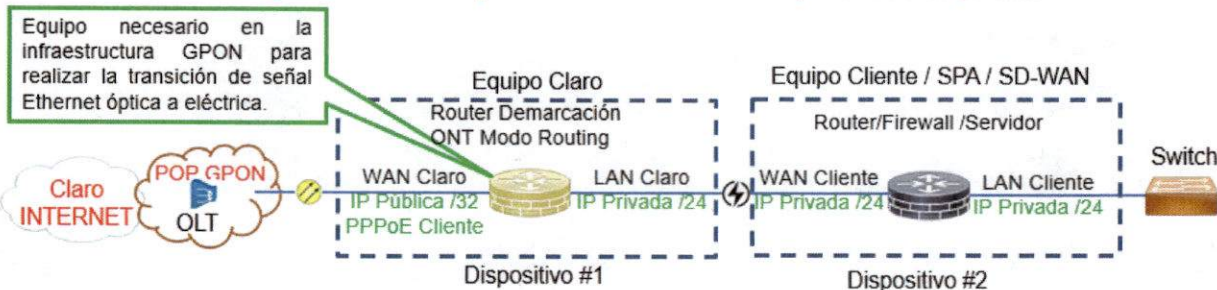 Equipo necesario en la
infraestructura GPON para
realizar la transición de señal
Ethernet óptica a eléctrica.
Equipo Claro
Router Demarcación
ONT Modo Routing
Equipo Cliente / SPA / SD-WAN
Router/Firewall /Servidor
Switch
Claro
INTERNET
POP GPON
OLT
WAN Claro
IP Pública /32
PPPoE Cliente
LAN Claro
IP Privada /24
WAN Cliente
IP Privada /24
LAN Cliente
IP Privada /24
Dispositivo #1
Dispositivo #2